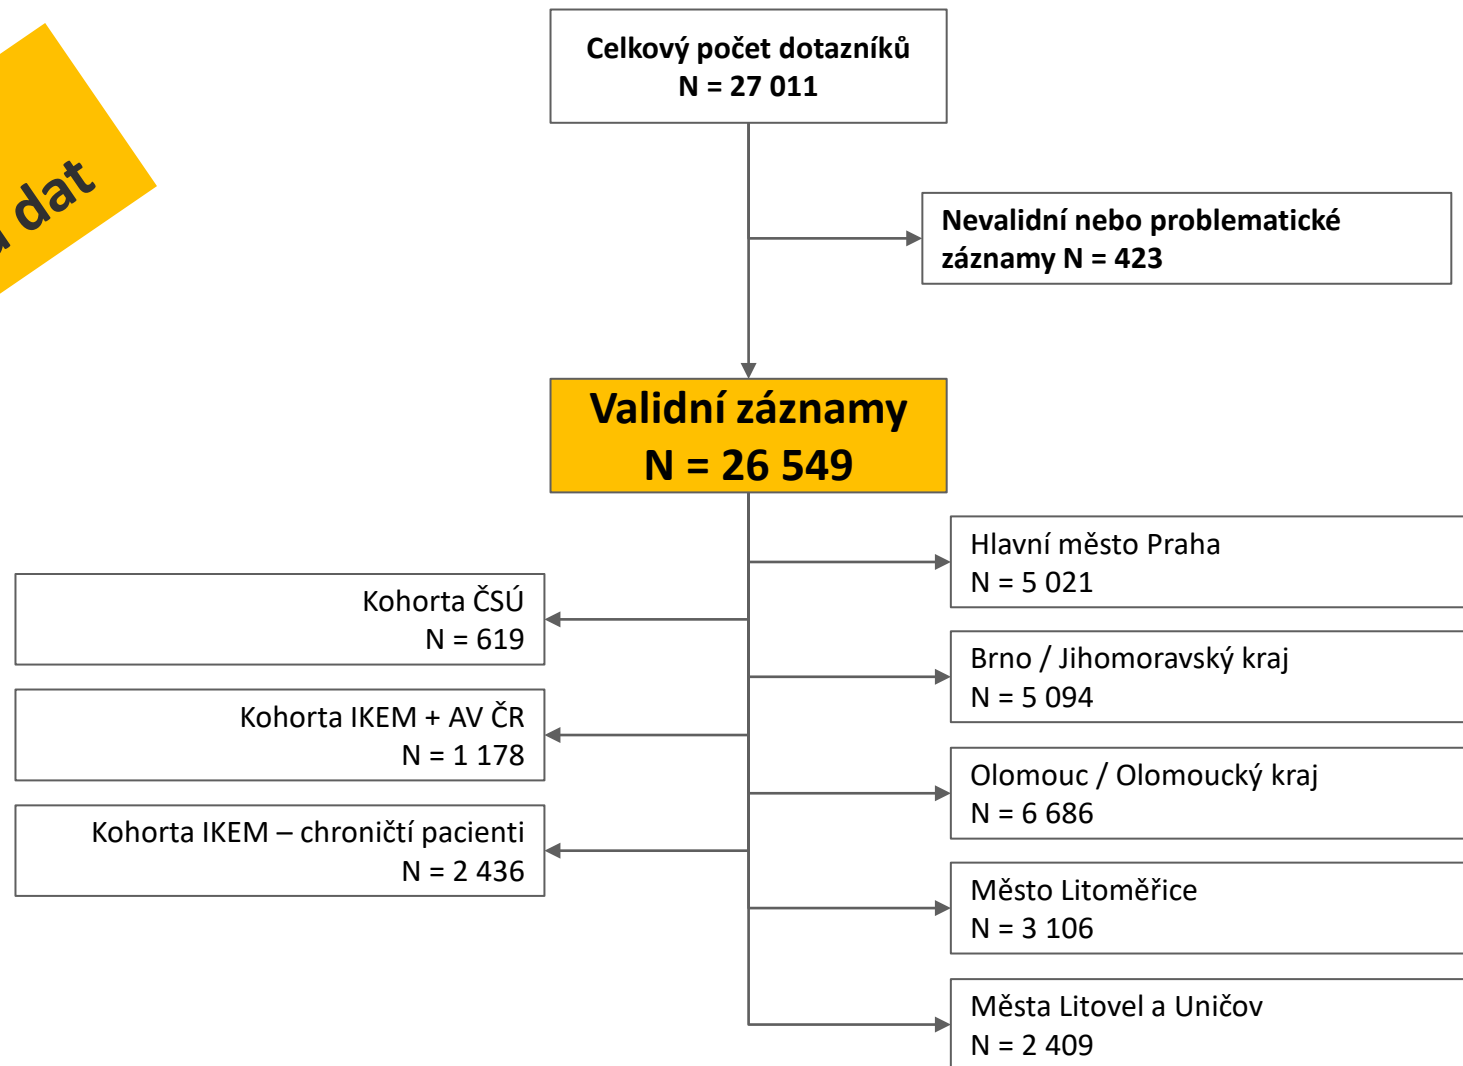 dat
Celkový počet dotazníků
N = 27 011
Nevalidní nebo problematické
záznamy N = 423
Validní záznamy
N = 26 549
Hlavní město Praha
N = 5 021
Kohorta ČSÚ
N = 619
Brno / Jihomoravský kraj
N = 5 094
Kohorta IKEM + AV ČR
N = 1 178
Olomouc / Olomoucký kraj
N = 6 686
Kohorta IKEM – chroničtí pacienti
N = 2 436
Město Litoměřice
N = 3 106
Města Litovel a Uničov
N = 2 409